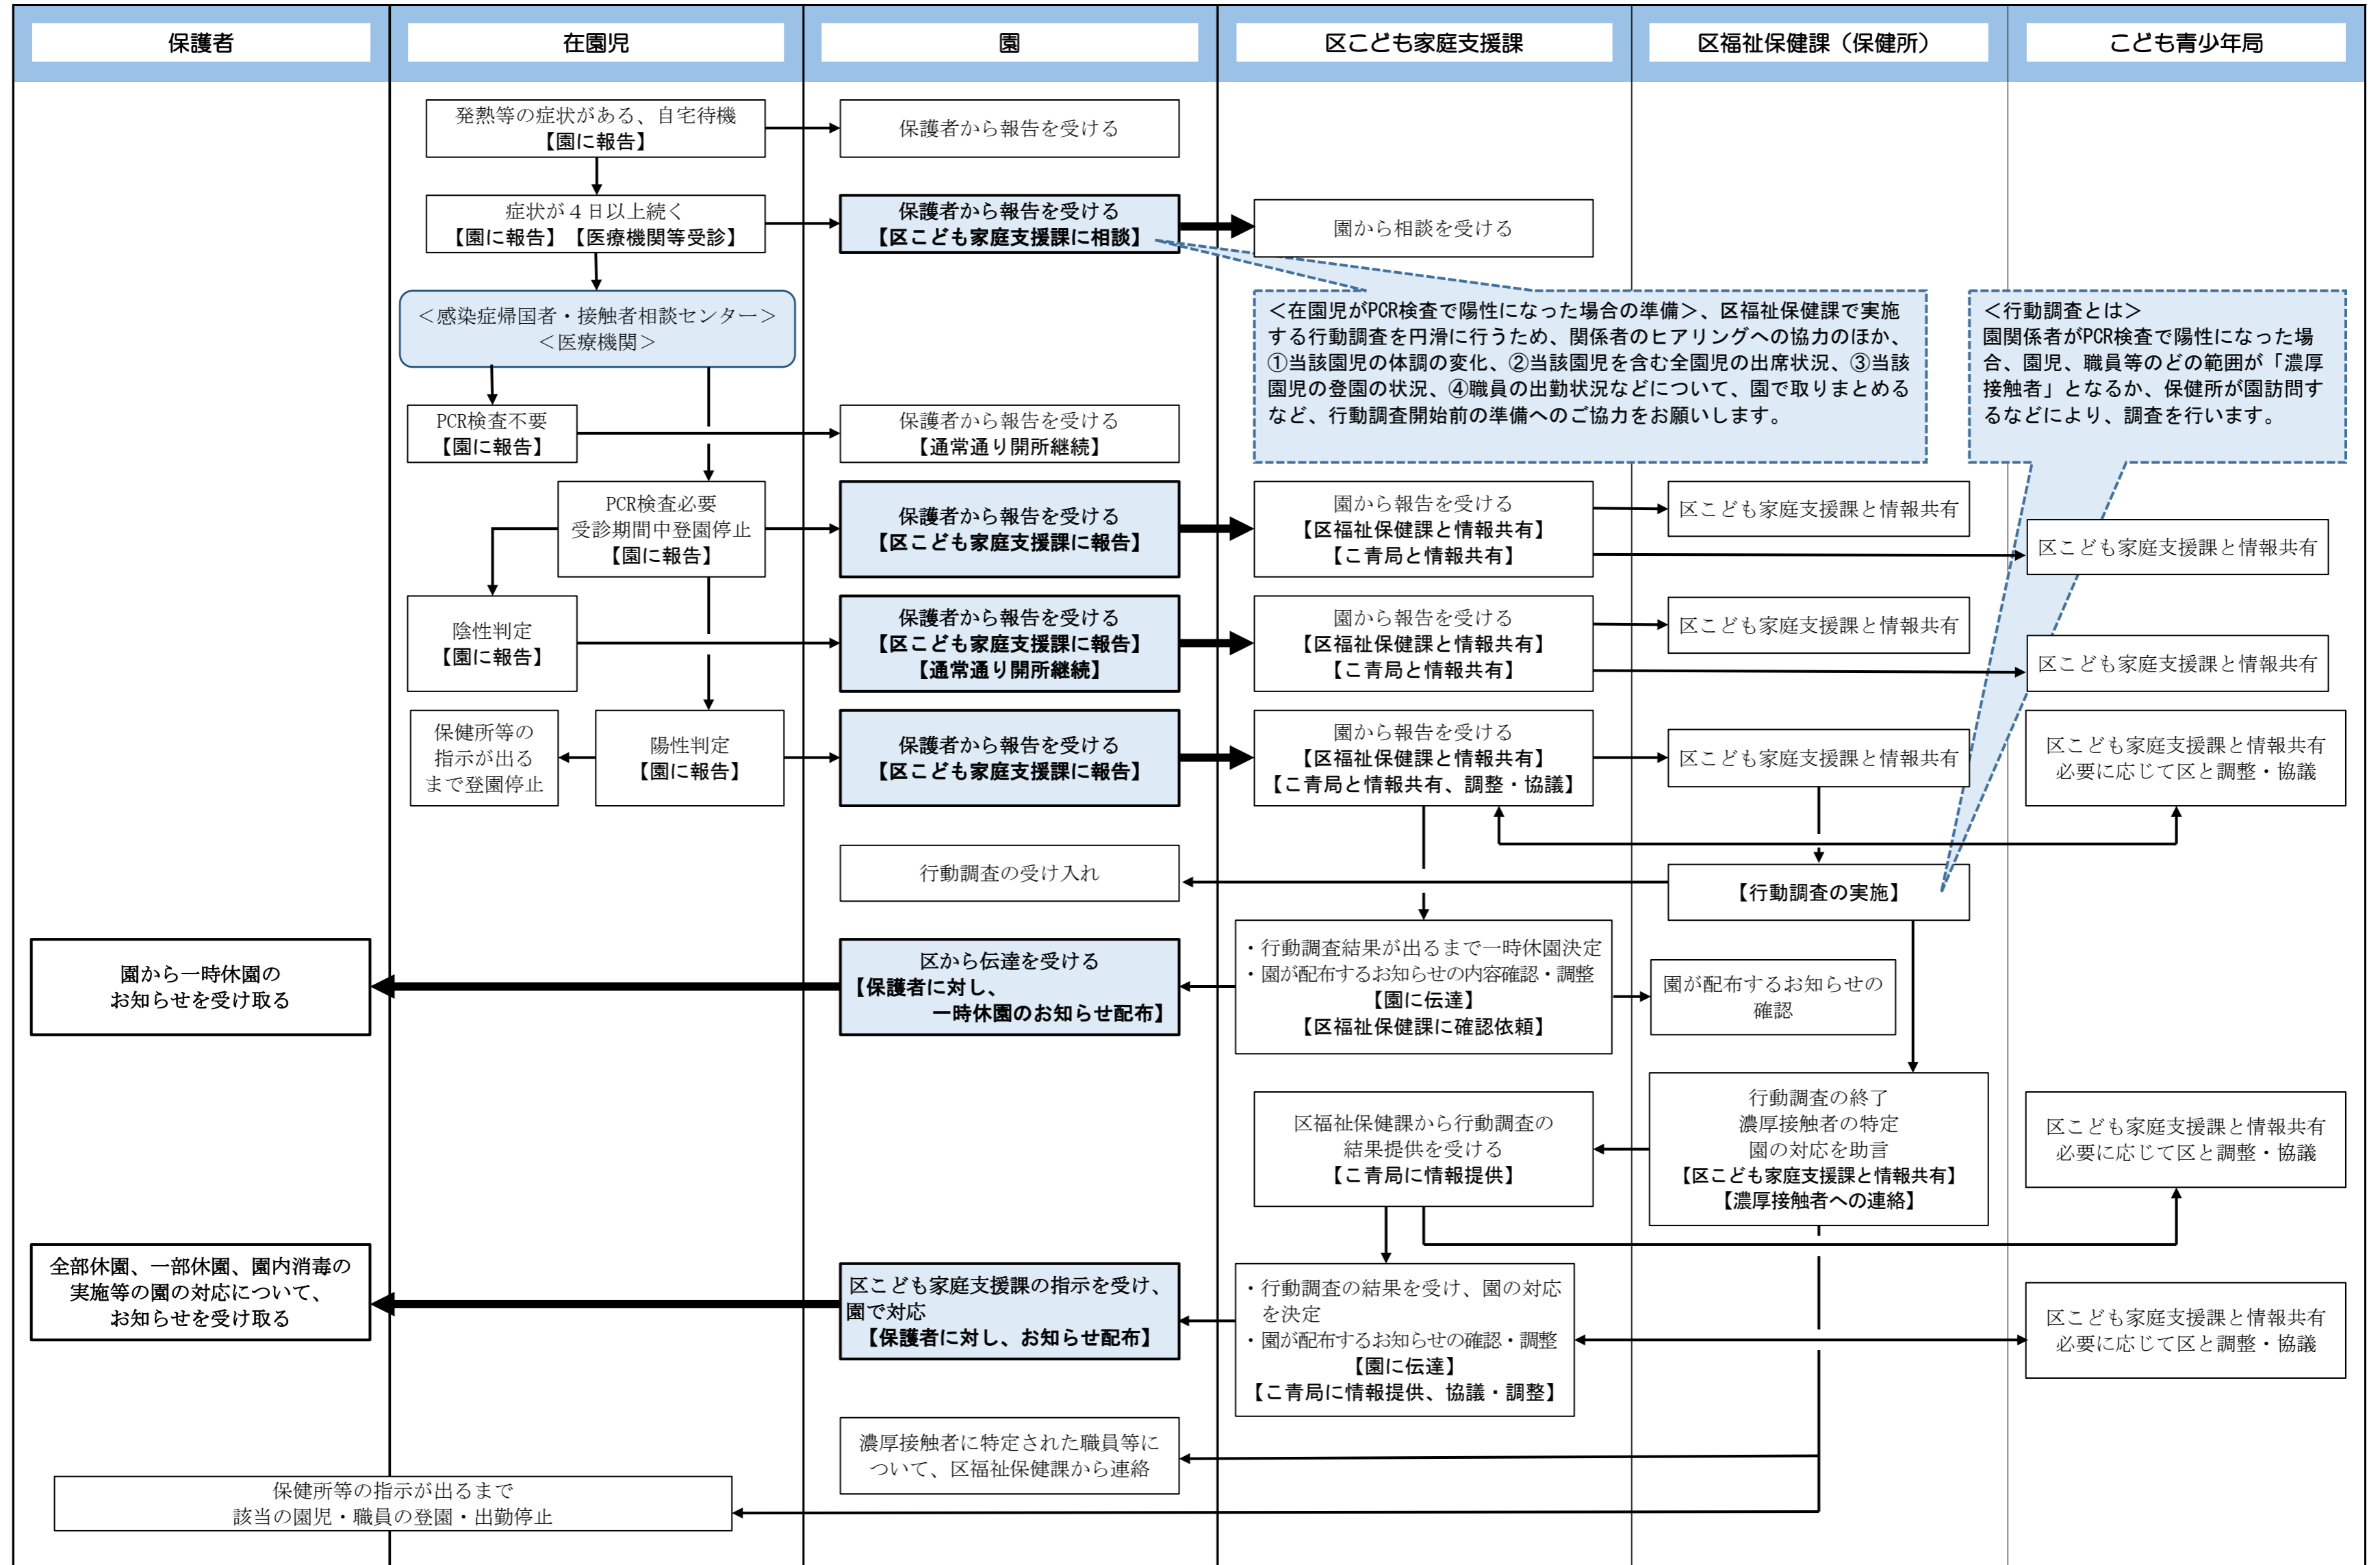 保護者
在園児
園
区こども家庭支援課
区福祉保健課（保健所）
こども青少年局
発熱等の症状がある、自宅待機
【園に報告】
保護者から報告を受ける
症状が４日以上続く
【園に報告】【医療機関等受診】
保護者から報告を受ける
【区こども家庭支援課に相談】
園から相談を受ける
＜感染症帰国者・接触者相談センター＞
＜医療機関＞
＜在園児がPCR検査で陽性になった場合の準備＞、区福祉保健課で実施
する行動調査を円滑に行うため、関係者のヒアリングへの協力のほか、
①当該園児の体調の変化、②当該園児を含む全園児の出席状況、③当該
園児の登園の状況、④職員の出勤状況などについて、園で取りまとめる
など、行動調査開始前の準備へのご協力をお願いします。
＜行動調査とは＞
園関係者がPCR検査で陽性になった場
合、園児、職員等のどの範囲が「濃厚
接触者」となるか、保健所が園訪問す
るなどにより、調査を行います。
PCR検査不要
【園に報告】
保護者から報告を受ける
【通常通り開所継続】
PCR検査必要
受診期間中登園停止
【園に報告】
保護者から報告を受ける
【区こども家庭支援課に報告】
園から報告を受ける
【区福祉保健課と情報共有】
【こ青局と情報共有】
区こども家庭支援課と情報共有
区こども家庭支援課と情報共有
陰性判定
【園に報告】
保護者から報告を受ける
【区こども家庭支援課に報告】
【通常通り開所継続】
園から報告を受ける
【区福祉保健課と情報共有】
【こ青局と情報共有】
区こども家庭支援課と情報共有
区こども家庭支援課と情報共有
保健所等の
指示が出る
まで登園停止
陽性判定
【園に報告】
保護者から報告を受ける
【区こども家庭支援課に報告】
園から報告を受ける
【区福祉保健課と情報共有】
【こ青局と情報共有、調整・協議】
区こども家庭支援課と情報共有
区こども家庭支援課と情報共有
必要に応じて区と調整・協議
行動調査の受け入れ
【行動調査の実施】
園から一時休園の
お知らせを受け取る
区から伝達を受ける
【保護者に対し、
一時休園のお知らせ配布】
・行動調査結果が出るまで一時休園決定
・園が配布するお知らせの内容確認・調整
【園に伝達】
【区福祉保健課に確認依頼】
園が配布するお知らせの
確認
区福祉保健課から行動調査の
結果提供を受ける
【こ青局に情報提供】
行動調査の終了
濃厚接触者の特定
園の対応を助言
【区こども家庭支援課と情報共有】
【濃厚接触者への連絡】
区こども家庭支援課と情報共有
必要に応じて区と調整・協議
全部休園、一部休園、園内消毒の
実施等の園の対応について、
お知らせを受け取る
区こども家庭支援課の指示を受け、
園で対応
【保護者に対し、お知らせ配布】
・行動調査の結果を受け、園の対応
を決定
・園が配布するお知らせの確認・調整
【園に伝達】
【こ青局に情報提供、協議・調整】
区こども家庭支援課と情報共有
必要に応じて区と調整・協議
濃厚接触者に特定された職員等に
ついて、区福祉保健課から連絡
保健所等の指示が出るまで
該当の園児・職員の登園・出勤停止